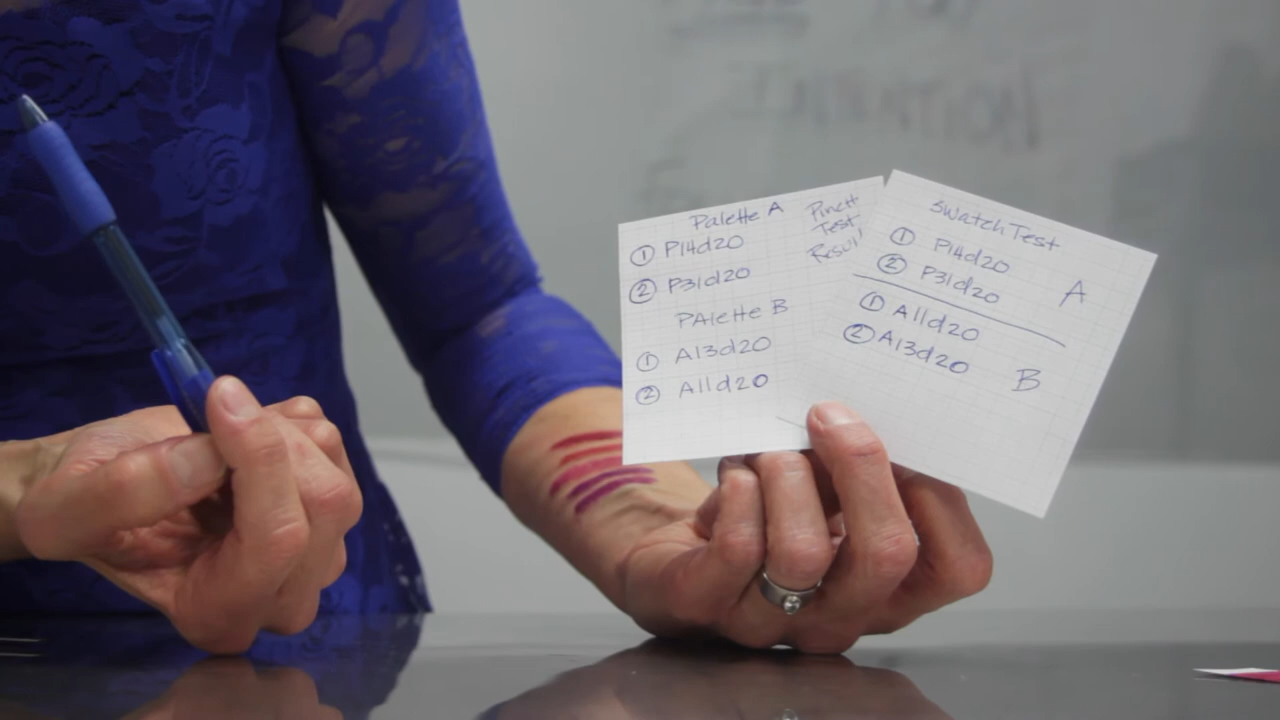 Palette A
① P14d20
② P31d20
PAlette B
① A13d20
② A11d20
Pinch
Test
Result
Swatch Test
① P14d20
② P31d20
A
① A11d20
② A13d20
B